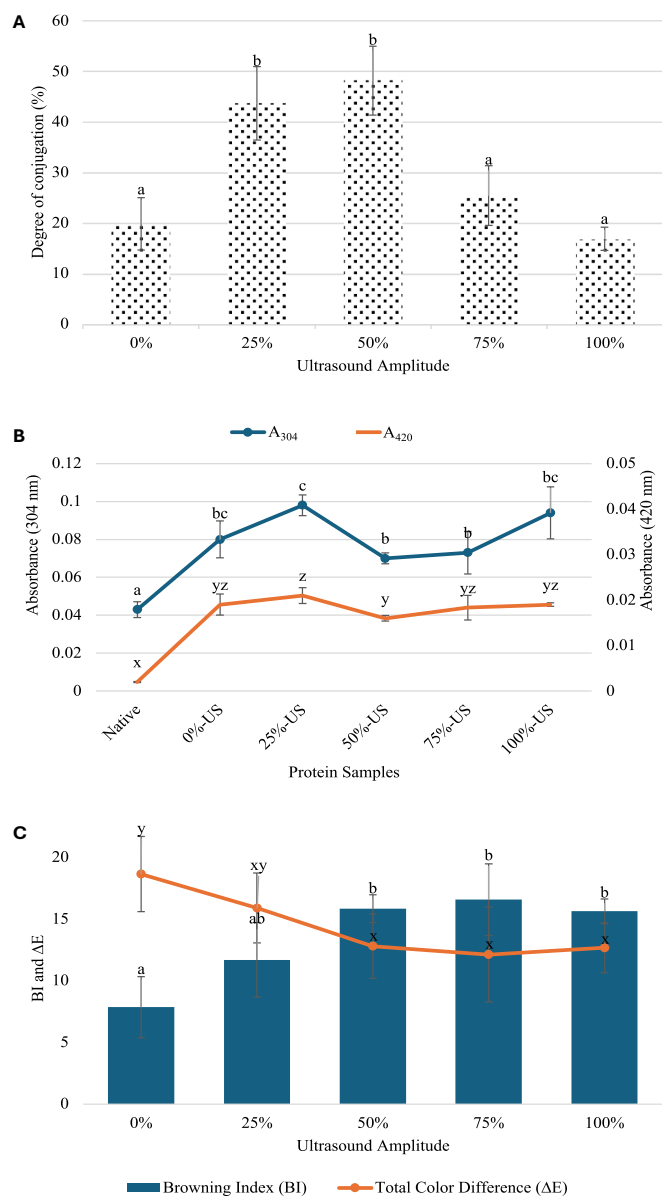 A
60
50
40
30
20
10
0
Degree of conjugation (%)
a
b
b
a
a
0% 25% 50% 75% 100%
Ultrasound Amplitude
B
A304 A420
0.12
0.1
0.08
0.06
0.04
0.02
0
Absorbance (304 nm)
0.05
0.04
0.03
0.02
0.01
0
Absorbance (420 nm)
a bc c b b bc
x yz z y yz yz
Native 0%-US 25%-US 50%-US 75%-US 100%-US
Protein Samples
C
20
15
10
5
0
BI and ΔE
y xy x x x
a ab b b b
0% 25% 50% 75% 100%
Ultrasound Amplitude
Browning Index (BI) Total Color Difference (ΔE)